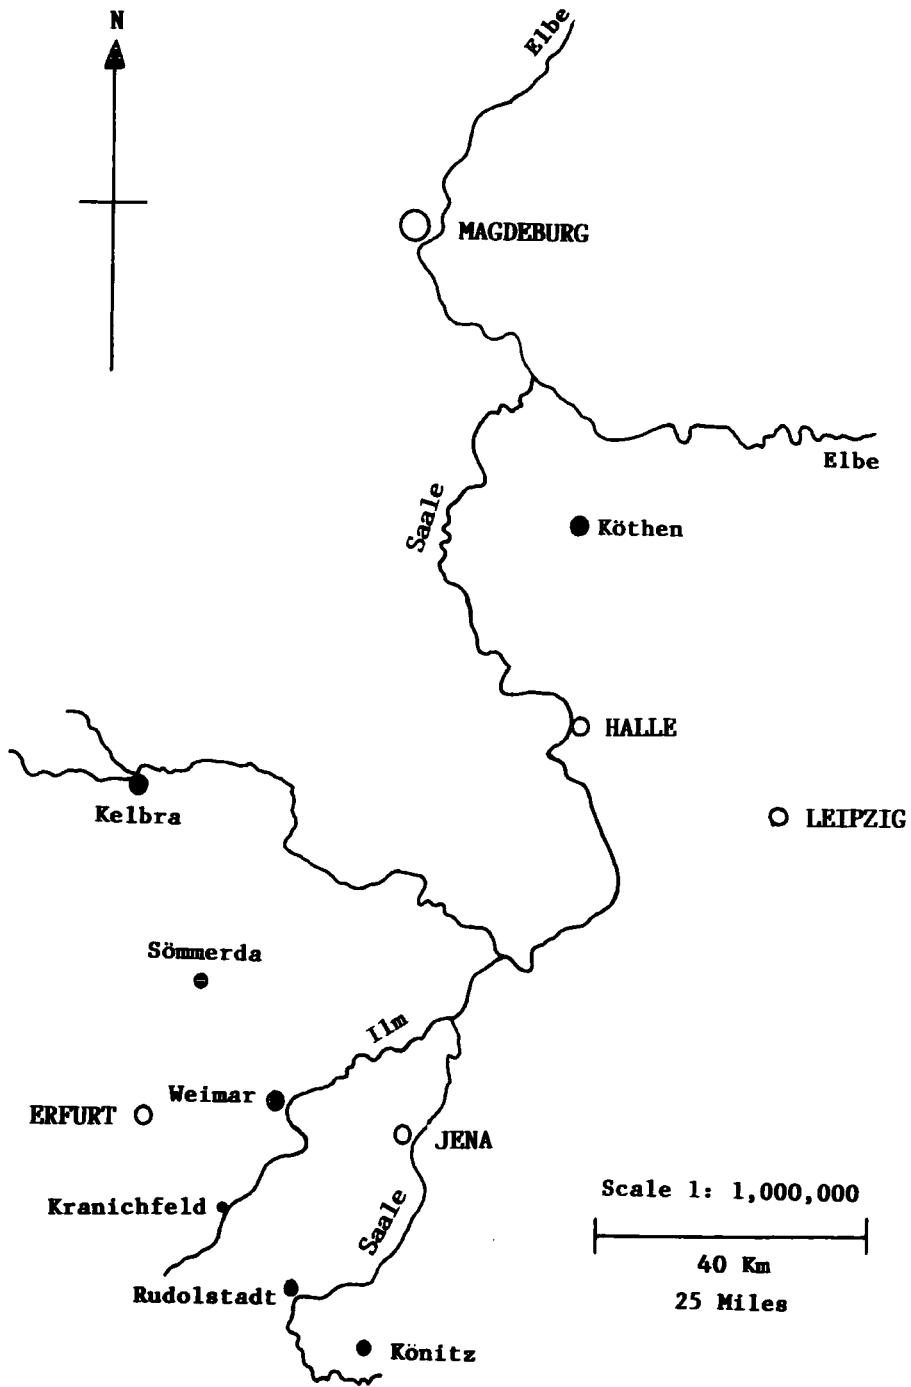 N
Elbe
MAGDEBURG
Elbe
Saale
Köthen
HALLE
Kelbra
LEIPZIG
Sömmerda
Ilm
Weimar
ERFURT
JENA
Kranichfeld
Saale
Scale 1: 1,000,000
40 Km
25 Miles
Rudolstadt
Könitz